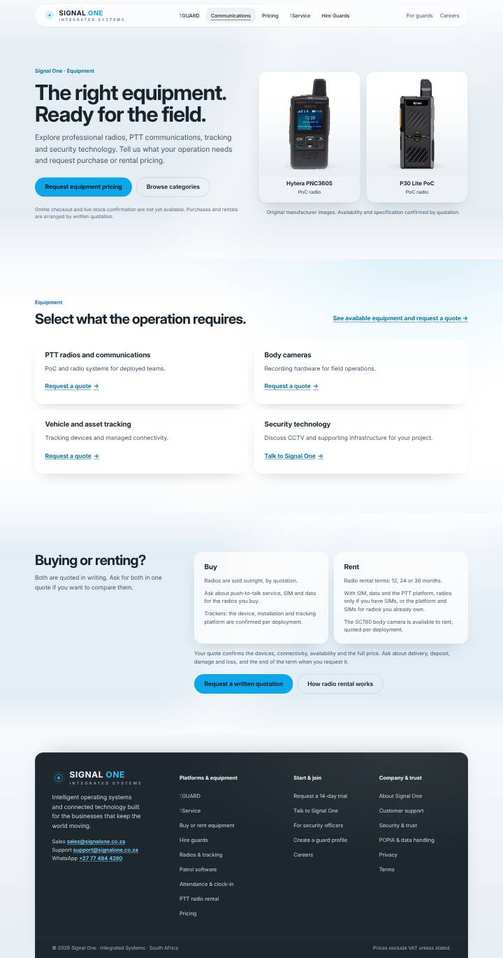 SIGNAL ONE
INTEGRATED SYSTEMS
GUARD
Communications
Pricing
Service
Hire Guards
For guards
Careers
Signal One · Equipment
The right equipment.
Ready for the field.
Explore professional radios, PTT communications, tracking
and security technology. Tell us what your operation needs
and request purchase or rental pricing.
Request equipment pricing
Browse categories
Online checkout and live stock confirmation are not yet available. Purchases and rentals
are arranged by written quotation.
Hytera PNC360S
PoC radio
P30 Lite PoC
PoC radio
Original manufacturer images. Availability and specification confirmed by quotation.
Equipment
Select what the operation requires.
See available equipment and request a quote →
PTT radios and communications
PoC and radio systems for deployed teams.
Request a quote →
Body cameras
Recording hardware for field operations.
Request a quote →
Vehicle and asset tracking
Tracking devices and managed connectivity.
Request a quote →
Security technology
Discuss CCTV and supporting infrastructure for your project.
Talk to Signal One →
Buying or renting?
Both are quoted in writing. Ask for both in one
quote if you want to compare them.
Buy
Radios are sold outright, by quotation.
Ask about push-to-talk service, SIM and data
for the radios you buy.
Trackers: the device, installation and tracking
platform are confirmed per deployment.
Rent
Radio rental terms: 12, 24 or 36 months.
With SIM, data and the PTT platform, radios
only if you have SIMs, or the platform and
SIMs for radios you already own.
The SC780 body camera is available to rent,
quoted per deployment.
Your quote confirms the devices, connectivity, availability and the full price. Ask about delivery, deposit,
damage and loss, and the end of the term when you request it.
Request a written quotation
How radio rental works
SIGNAL ONE
INTEGRATED SYSTEMS
Intelligent operating systems
and connected technology built
for the businesses that keep the
world moving.
Sales sales@signalone.co.za
Support support@signalone.co.za
WhatsApp +27 77 484 4280
Platforms & equipment
GUARD
Service
Buy or rent equipment
Hire guards
Radios & tracking
Patrol software
Attendance & clock-in
PTT radio rental
Pricing
Start & join
Request a 14-day trial
Talk to Signal One
For security officers
Create a guard profile
Careers
Company & trust
About Signal One
Customer support
Security & trust
POPIA & data handling
Privacy
Terms
© 2026 Signal One · Integrated Systems · South Africa
Prices exclude VAT unless stated.